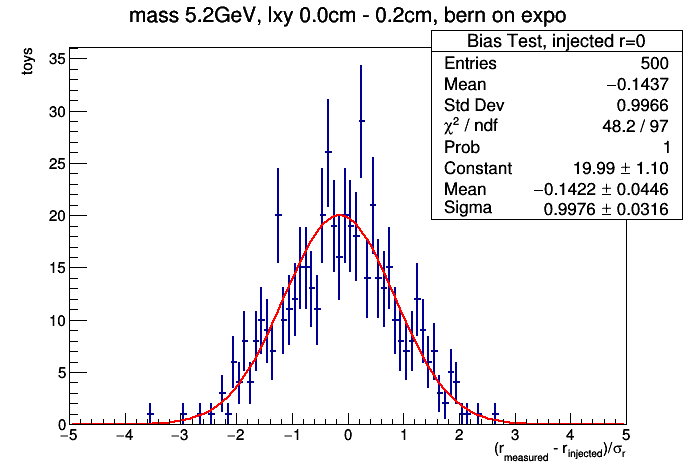 mass 5.2GeV, lxy 0.0cm - 0.2cm, bern on expo
Bias Test, injected r=0
Entries 500
Mean −0.1437
Std Dev 0.9966
χ² / ndf 48.2 / 97
Prob 1
Constant 19.99 ± 1.10
Mean −0.1422 ± 0.0446
Sigma 0.9976 ± 0.0316
toys
35
30
25
20
15
10
5
0
−5 −4 −3 −2 −1 0 1 2 3 4 5
(r_measured - r_injected)/σ_r